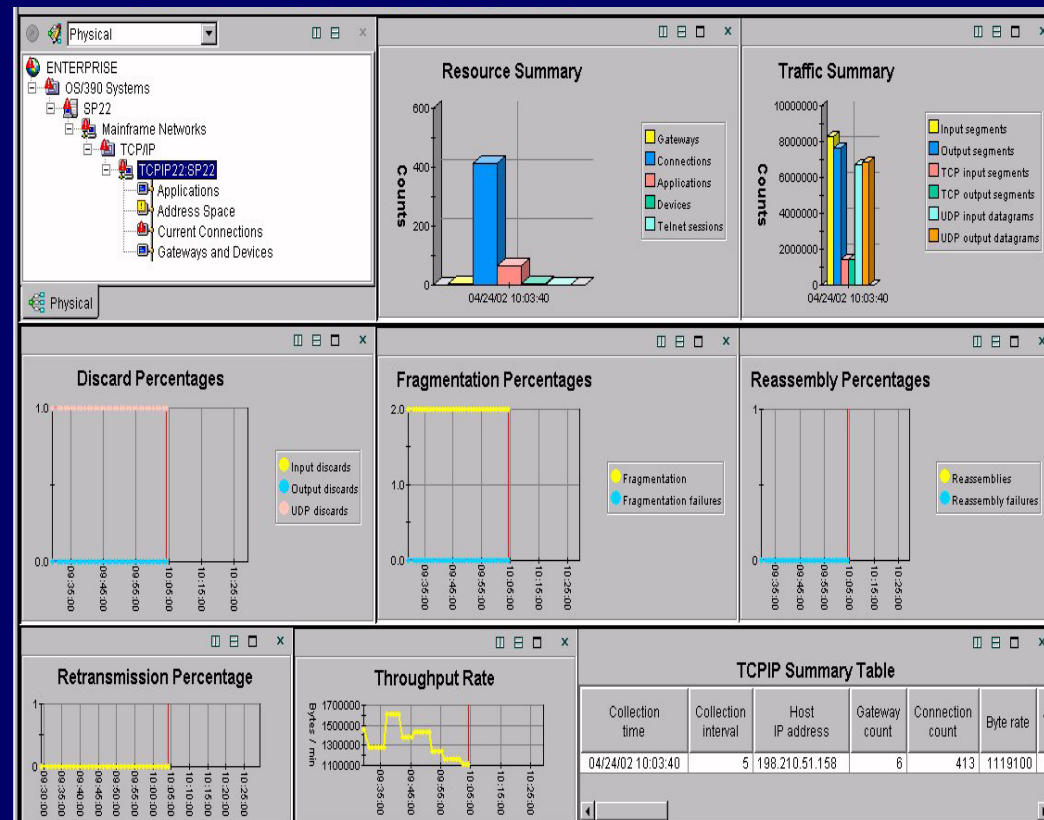 Physical
ENTERPRISE
OS/390 Systems
SP22
Mainframe Networks
TCP/IP
TCPIP22:SP22
Applications
Address Space
Current Connections
Gateways and Devices
Physical
Resource Summary
Counts
600
400
200
0
04/24/02 10:03:40
Gateways
Connections
Applications
Devices
Telnet sessions
Traffic Summary
Counts
10000000
8000000
6000000
4000000
2000000
0
04/24/02 10:03:40
Input segments
Output segments
TCP input segments
TCP output segments
UDP input datagrams
UDP output datagrams
Discard Percentages
1.0
0.0
09:35:00
09:45:00
09:55:00
10:05:00
10:15:00
10:25:00
Input discards
Output discards
UDP discards
Fragmentation Percentages
2.0
1.0
0.0
09:35:00
09:45:00
09:55:00
10:05:00
10:15:00
10:25:00
Fragmentation
Fragmentation failures
Reassembly Percentages
1
0
09:35:00
09:45:00
09:55:00
10:05:00
10:15:00
10:25:00
Reassemblies
Reassembly failures
Retransmission Percentage
1
0
09:30:00
09:35:00
09:40:00
09:45:00
09:50:00
09:55:00
10:00:00
10:05:00
10:10:00
10:15:00
10:20:00
10:25:00
Throughput Rate
Bytes / min
1700000
1500000
1300000
1100000
09:35:00
09:45:00
09:55:00
10:05:00
10:15:00
10:25:00
TCPIP Summary Table
Collection time Collection interval Host IP address Gateway count Connection count Byte rate
04/24/02 10:03:40 5 198.210.51.158 6 413 1119100